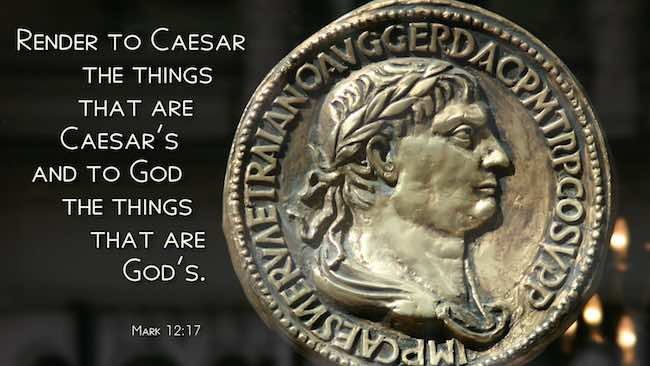 Render to Caesar
the things
that are
Caesar's
and to God
the things
that are
God's.
Mark 12:17
IMPCAESNERVAETRAIANOAVGGERDACPMTRPCOSVPP